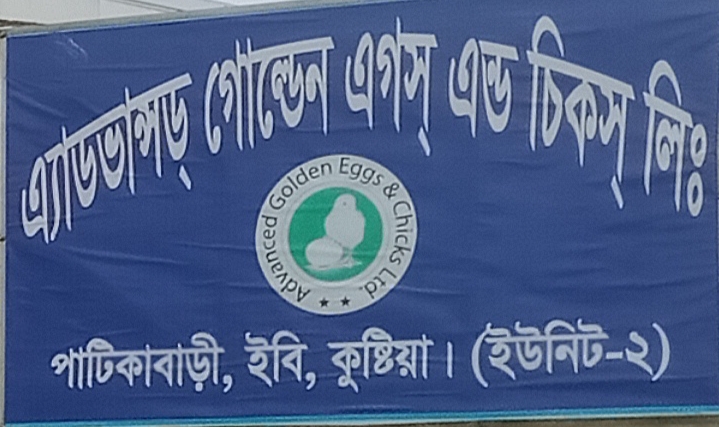 এ্যাডভান্সড্ গোল্ডেন এগস্ এন্ড চিকস্ লিঃ
Advanced Golden Eggs & Chicks Ltd.
পাটিকাবাড়ী, ইবি, কুষ্টিয়া। (ইউনিট-২)